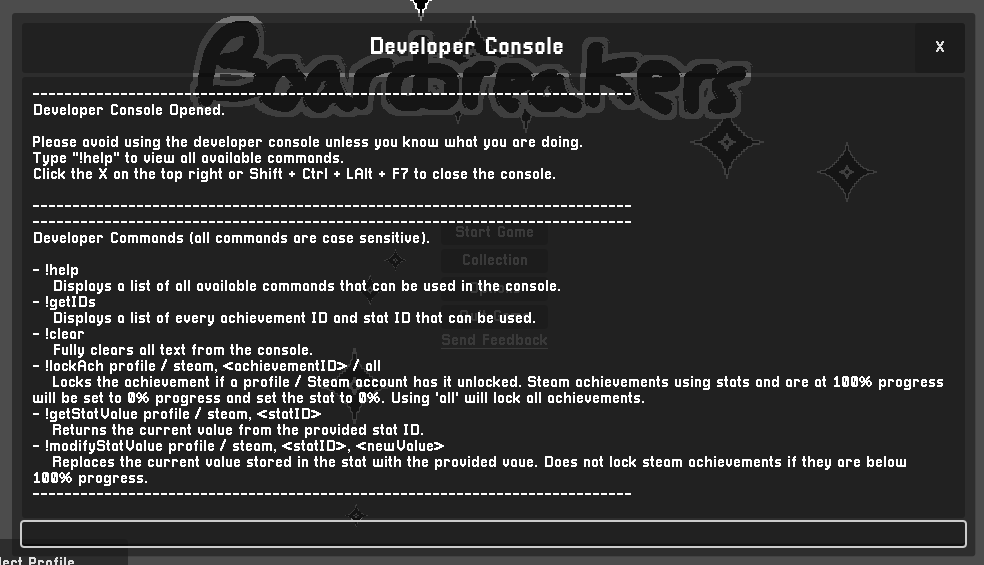 Boardbreakers
Developer Console
X
--------------------------------------------------------------------------
Developer Console Opened.
Please avoid using the developer console unless you know what you are doing.
Type "!help" to view all available commands.
Click the X on the top right or Shift + Ctrl + LAlt + F7 to close the console.
--------------------------------------------------------------------------
--------------------------------------------------------------------------
Developer Commands (all commands are case sensitive).
Start Game
Collection
- !help
Displays a list of all available commands that can be used in the console.
- !getIDs
Displays a list of every achievement ID and stat ID that can be used.
- !clear
Send Feedback
Fully clears all text from the console.
- !lockAch profile / steam, <achievementID> / all
Locks the achievement if a profile / Steam account has it unlocked. Steam achievements using stats and are at 100% progress
will be set to 0% progress and set the stat to 0%. Using 'all' will lock all achievements.
- !getStatValue profile / steam, <statID>
Returns the current value from the provided stat ID.
- !modifyStatValue profile / steam, <statID>, <newValue>
Replaces the current value stored in the stat with the provided vaue. Does not lock steam achievements if they are below
100% progress.
--------------------------------------------------------------------------
lect Profile